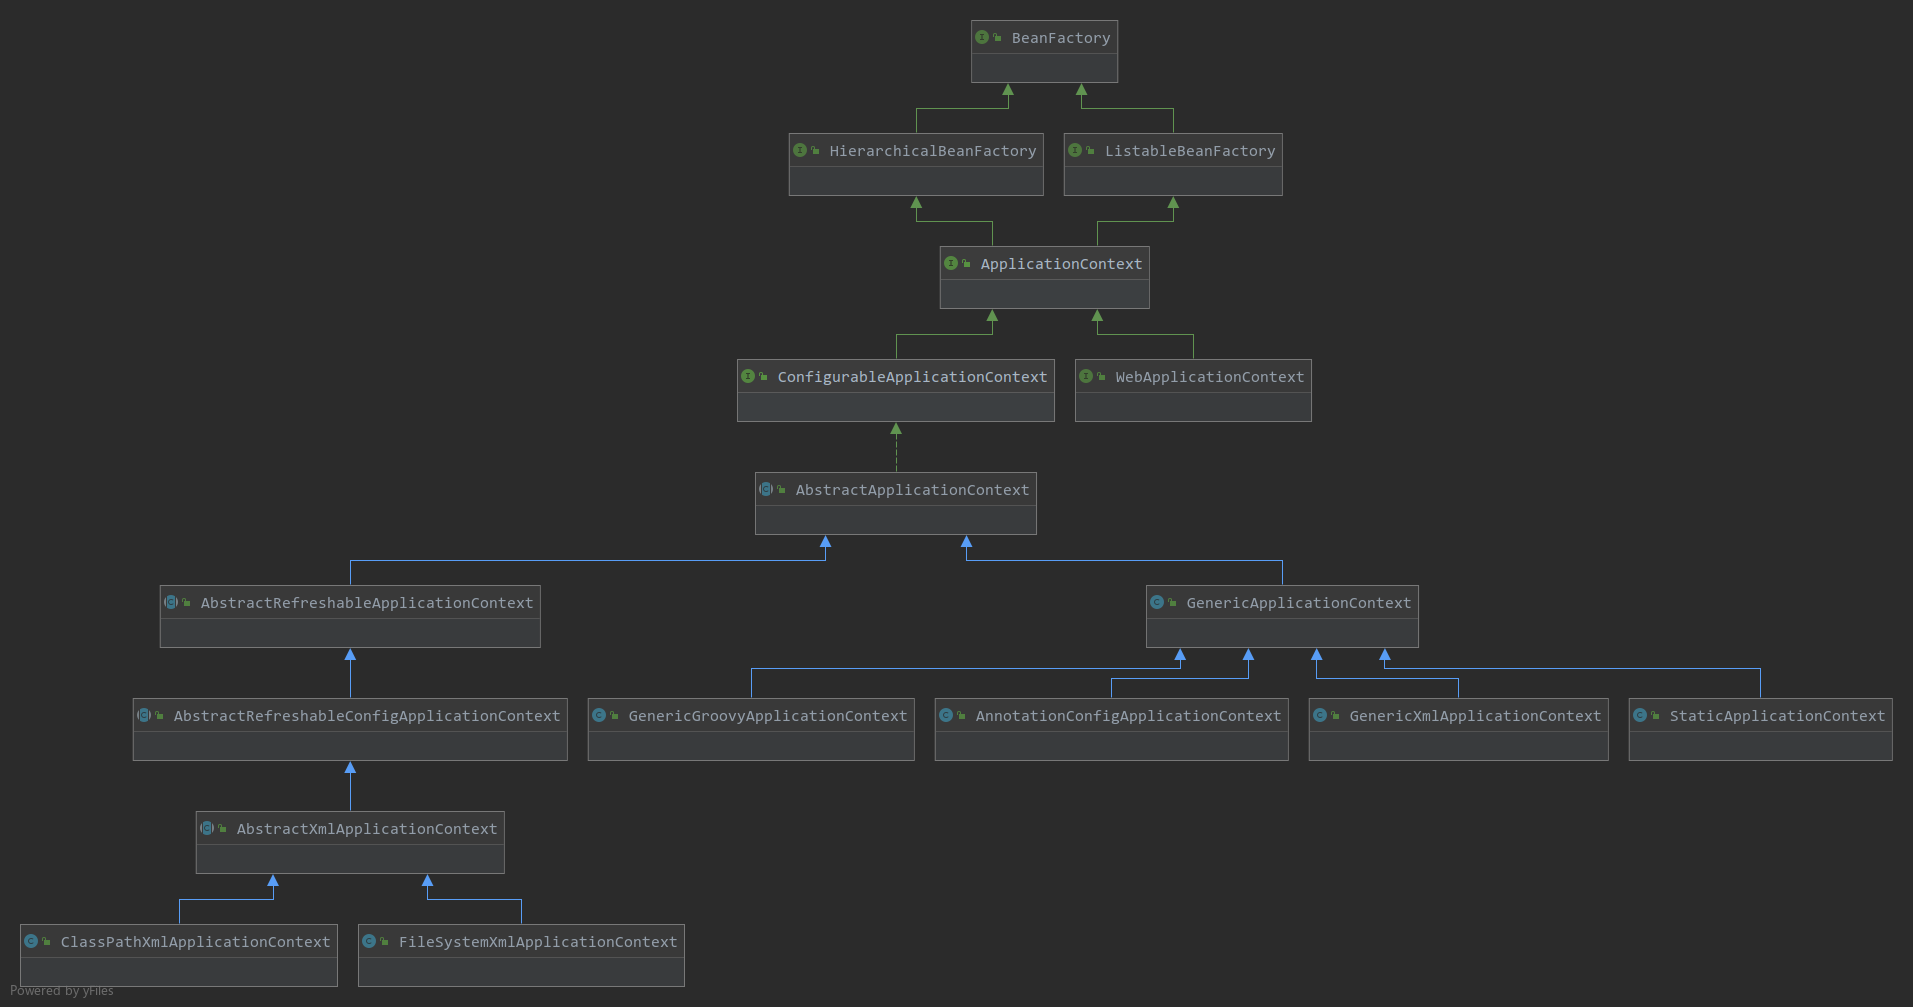 BeanFactory
HierarchicalBeanFactory
ListableBeanFactory
ApplicationContext
ConfigurableApplicationContext
WebApplicationContext
AbstractApplicationContext
AbstractRefreshableApplicationContext
GenericApplicationContext
AbstractRefreshableConfigApplicationContext
GenericGroovyApplicationContext
AnnotationConfigApplicationContext
GenericXmlApplicationContext
StaticApplicationContext
AbstractXmlApplicationContext
ClassPathXmlApplicationContext
FileSystemXmlApplicationContext
Powered by yFiles